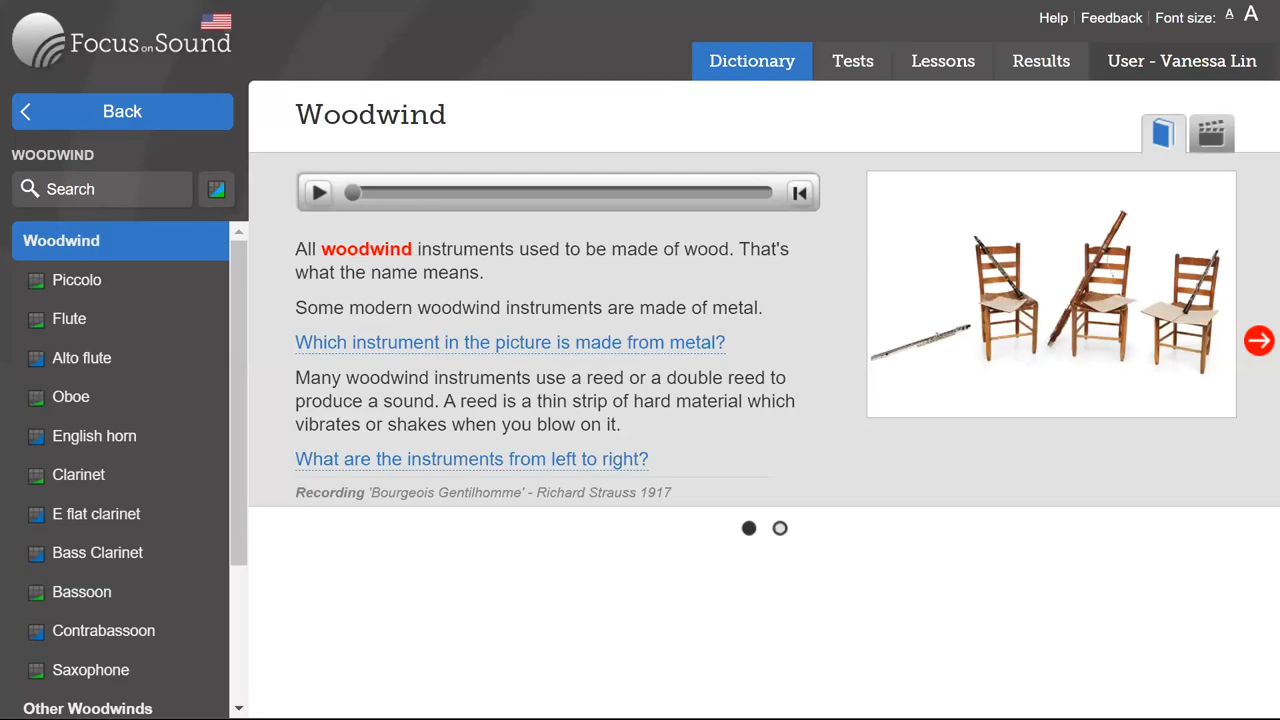 Focus on Sound
Help
Feedback
Font size: A A
Dictionary
Tests
Lessons
Results
User - Vanessa Lin
Back
WOODWIND
Search
Woodwind
Piccolo
Flute
Alto flute
Oboe
English horn
Clarinet
E flat clarinet
Bass Clarinet
Bassoon
Contrabassoon
Saxophone
Other Woodwinds
Woodwind
All woodwind instruments used to be made of wood. That's
what the name means.
Some modern woodwind instruments are made of metal.
Which instrument in the picture is made from metal?
Many woodwind instruments use a reed or a double reed to
produce a sound. A reed is a thin strip of hard material which
vibrates or shakes when you blow on it.
What are the instruments from left to right?
Recording 'Bourgeois Gentilhomme' - Richard Strauss 1917